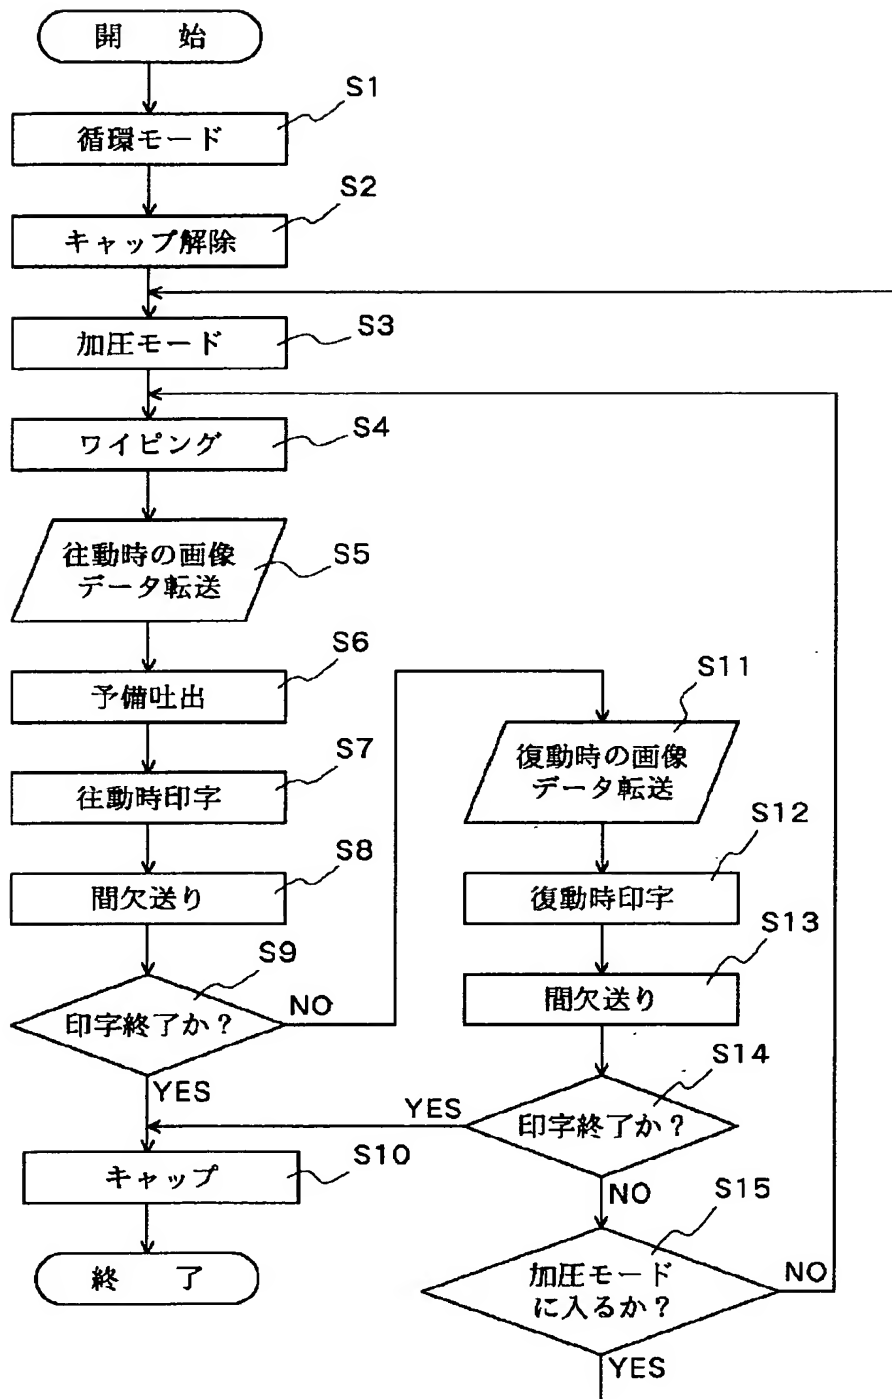 開　始
S1
循環モード
S2
キャップ解除
S3
加圧モード
S4
ワイピング
S5
往動時の画像
データ転送
S6
予備吐出
S7
往動時印字
S8
間欠送り
S9
印字終了か？
NO
YES
S10
キャップ
終　了
S11
復動時の画像
データ転送
S12
復動時印字
S13
間欠送り
S14
印字終了か？
YES
NO
S15
加圧モード
に入るか？
NO
YES